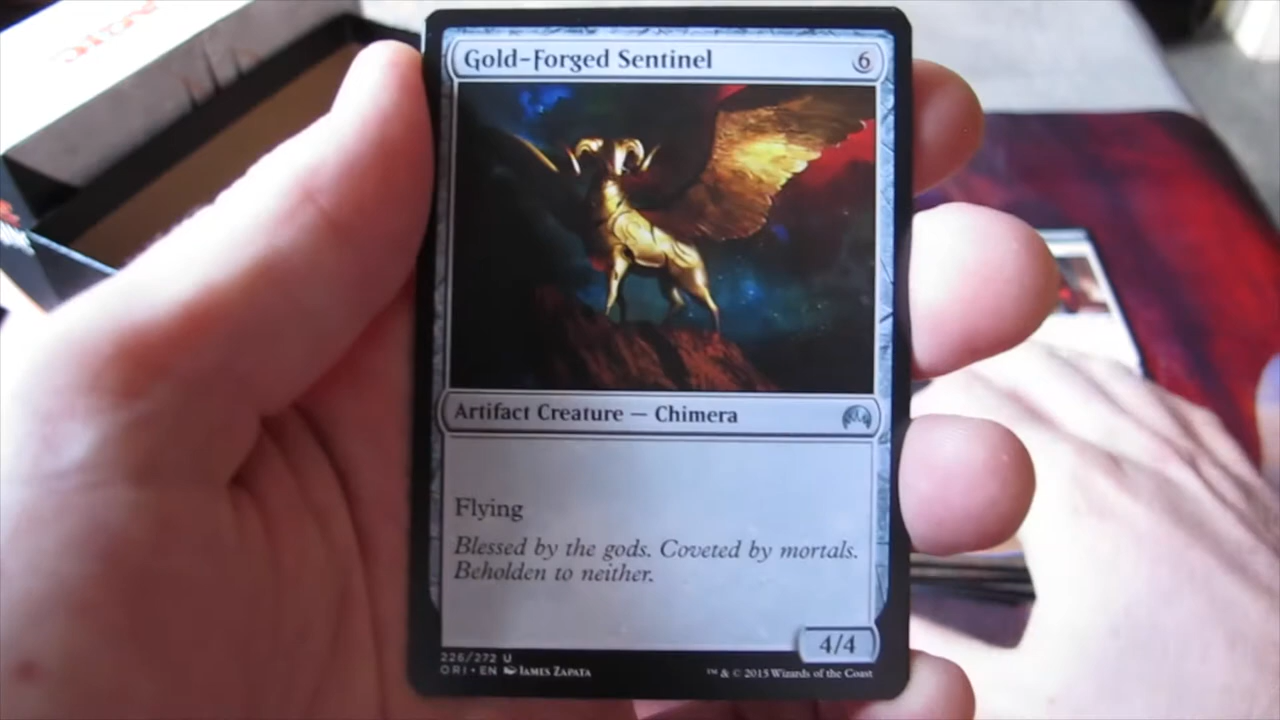 Gold-Forged Sentinel 6
Artifact Creature — Chimera
Flying
Blessed by the gods. Coveted by mortals.
Beholden to neither.
4/4
226/272 U
ORI • EN James Zapata ™ & © 2015 Wizards of the Coast